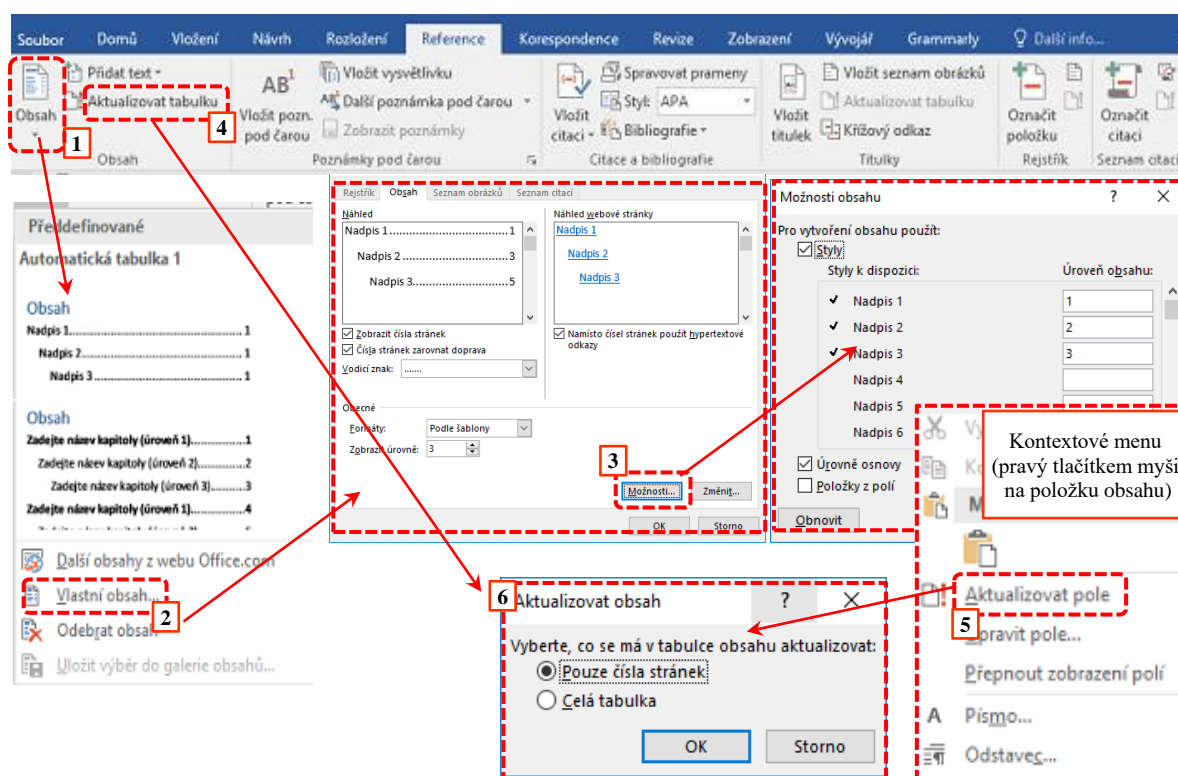 Soubor Domů Vložení Návrh Rozložení Reference Korespondence Revize Zobrazení Vývojář Grammarly Další info...
Obsah
1
Přidat text
Aktualizovat tabulku
4
Obsah
AB1
Vložit pozn.
pod čarou
Vložit vysvětlivku
Další poznámka pod čarou
Zobrazit poznámky
Poznámky pod čarou
Vložit
citaci
Spravovat prameny
Styl: APA
Bibliografie
Citace a bibliografie
Vložit
titulek
Vložit seznam obrázků
Aktualizovat tabulku
Křížový odkaz
Titulky
Označit
položku
Rejstřík
Označit
citaci
Seznam citací
Předdefinované
Automatická tabulka 1
Obsah
Nadpis 1...1
Nadpis 2...1
Nadpis 3...1
Obsah
Zadejte název kapitoly (úroveň 1)...1
Zadejte název kapitoly (úroveň 2)...2
Zadejte název kapitoly (úroveň 3)...3
Zadejte název kapitoly (úroveň 1)...4
Další obsahy z webu Office.com
Vlastní obsah...
2
Odebrat obsah
Uložit výběr do galerie obsahů...
Rejstřík Obsah Seznam obrázků Seznam citací
Náhled
Nadpis 1...1
Nadpis 2...3
Nadpis 3...5
Zobrazit čísla stránek
Čísla stránek zarovnat doprava
Vodicí znak: .......
Náhled webové stránky
Nadpis 1
Nadpis 2
Nadpis 3
Namísto čísel stránek použít hypertextové
odkazy
Obecné
Formáty: Podle šablony
Zobrazit úrovně: 3
3
Možnosti... Změnit...
OK Storno
Možnosti obsahu ? ×
Pro vytvoření obsahu použít:
Styly
Styly k dispozici: Úroveň obsahu:
Nadpis 1 1
Nadpis 2 2
Nadpis 3 3
Nadpis 4
Nadpis 5
Nadpis 6
Úrovně osnovy
Položky z polí
Obnovit
Kontextové menu
(pravý tlačítkem myši
na položku obsahu)
Aktualizovat pole
5
Upravit pole...
Přepnout zobrazení polí
A Písmo...
Odstavec...
6
Aktualizovat obsah ? ×
Vyberte, co se má v tabulce obsahu aktualizovat:
Pouze čísla stránek
Celá tabulka
OK Storno